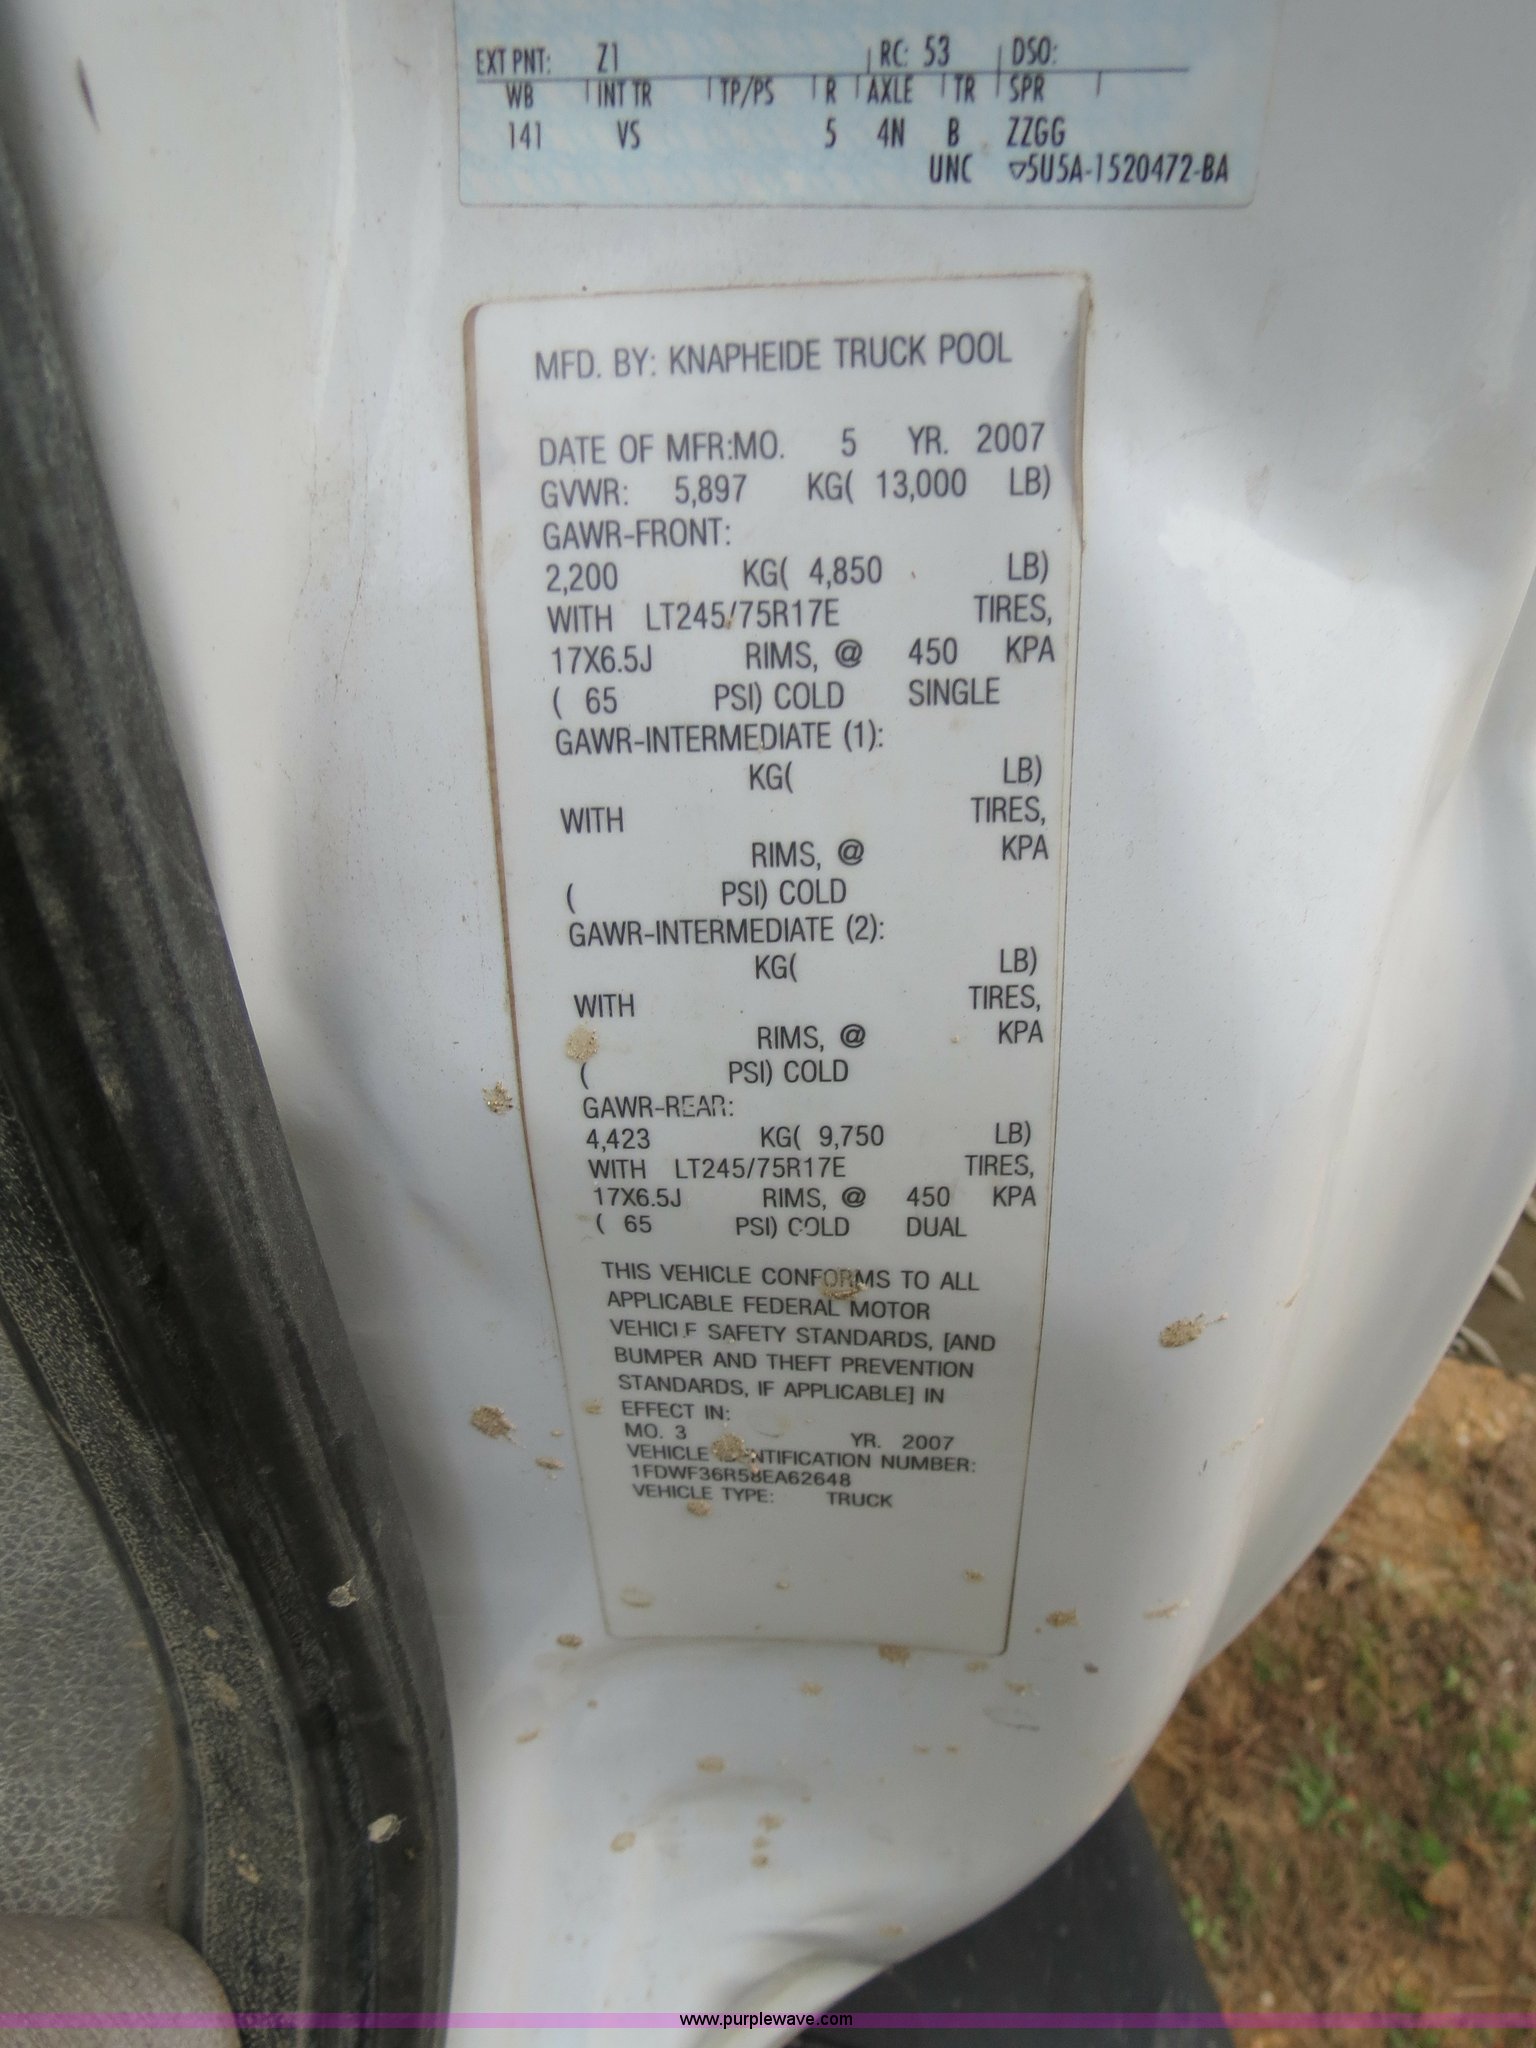 EXT PNT: Z1 RC: 53 DSO:
WB INT TR TP/PS R AXLE TR SPR
141 VS 5 4N B ZZGG
UNC ▽5U5A-1520472-BA
MFD. BY: KNAPHEIDE TRUCK POOL
DATE OF MFR:MO. 5 YR. 2007
GVWR: 5,897 KG( 13,000 LB)
GAWR-FRONT:
2,200 KG( 4,850 LB)
WITH LT245/75R17E TIRES,
17X6.5J RIMS, @ 450 KPA
( 65 PSI) COLD SINGLE
GAWR-INTERMEDIATE (1):
KG( LB)
WITH TIRES,
RIMS, @ KPA
( PSI) COLD
GAWR-INTERMEDIATE (2):
KG( LB)
WITH TIRES,
RIMS, @ KPA
( PSI) COLD
GAWR-REAR:
4,423 KG( 9,750 LB)
WITH LT245/75R17E TIRES,
17X6.5J RIMS, @ 450 KPA
( 65 PSI) COLD DUAL
THIS VEHICLE CONFORMS TO ALL
APPLICABLE FEDERAL MOTOR
VEHICLE SAFETY STANDARDS, [AND
BUMPER AND THEFT PREVENTION
STANDARDS, IF APPLICABLE] IN
EFFECT IN:
MO. 3 YR. 2007
VEHICLE IDENTIFICATION NUMBER:
1FDWF36R58EA62648
VEHICLE TYPE: TRUCK
www.purplewave.com